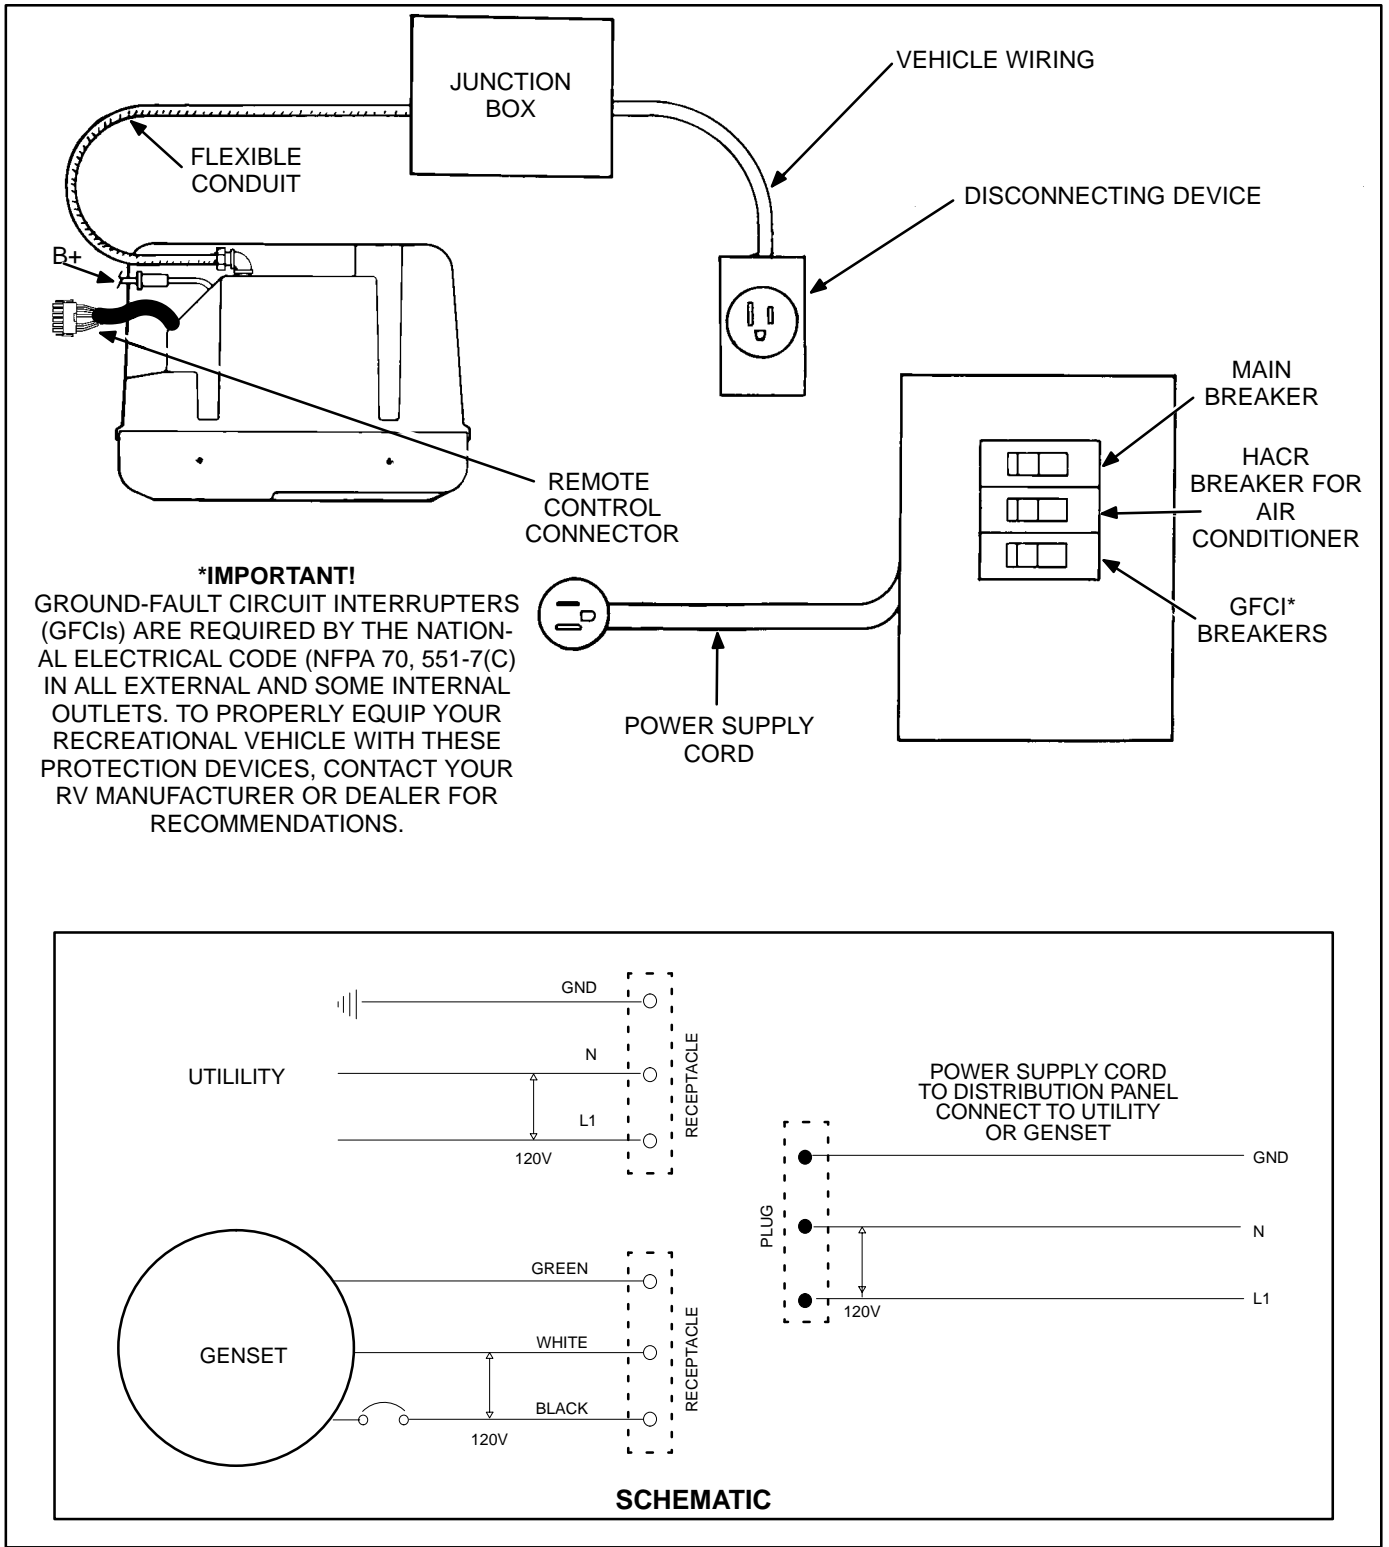 JUNCTION
BOX
VEHICLE WIRING
FLEXIBLE
CONDUIT
DISCONNECTING DEVICE
B+
MAIN
BREAKER
HACR
BREAKER FOR
AIR
CONDITIONER
REMOTE
CONTROL
CONNECTOR
GFCI*
BREAKERS
*IMPORTANT!
GROUND-FAULT CIRCUIT INTERRUPTERS
(GFCIs) ARE REQUIRED BY THE NATION-
AL ELECTRICAL CODE (NFPA 70, 551-7(C)
IN ALL EXTERNAL AND SOME INTERNAL
OUTLETS. TO PROPERLY EQUIP YOUR
RECREATIONAL VEHICLE WITH THESE
PROTECTION DEVICES, CONTACT YOUR
RV MANUFACTURER OR DEALER FOR
RECOMMENDATIONS.
POWER SUPPLY
CORD
GND
N
UTILILITY
L1
120V
RECEPTACLE
POWER SUPPLY CORD
TO DISTRIBUTION PANEL
CONNECT TO UTILITY
OR GENSET
GND
PLUG
N
L1
120V
GREEN
WHITE
GENSET
BLACK
120V
RECEPTACLE
SCHEMATIC